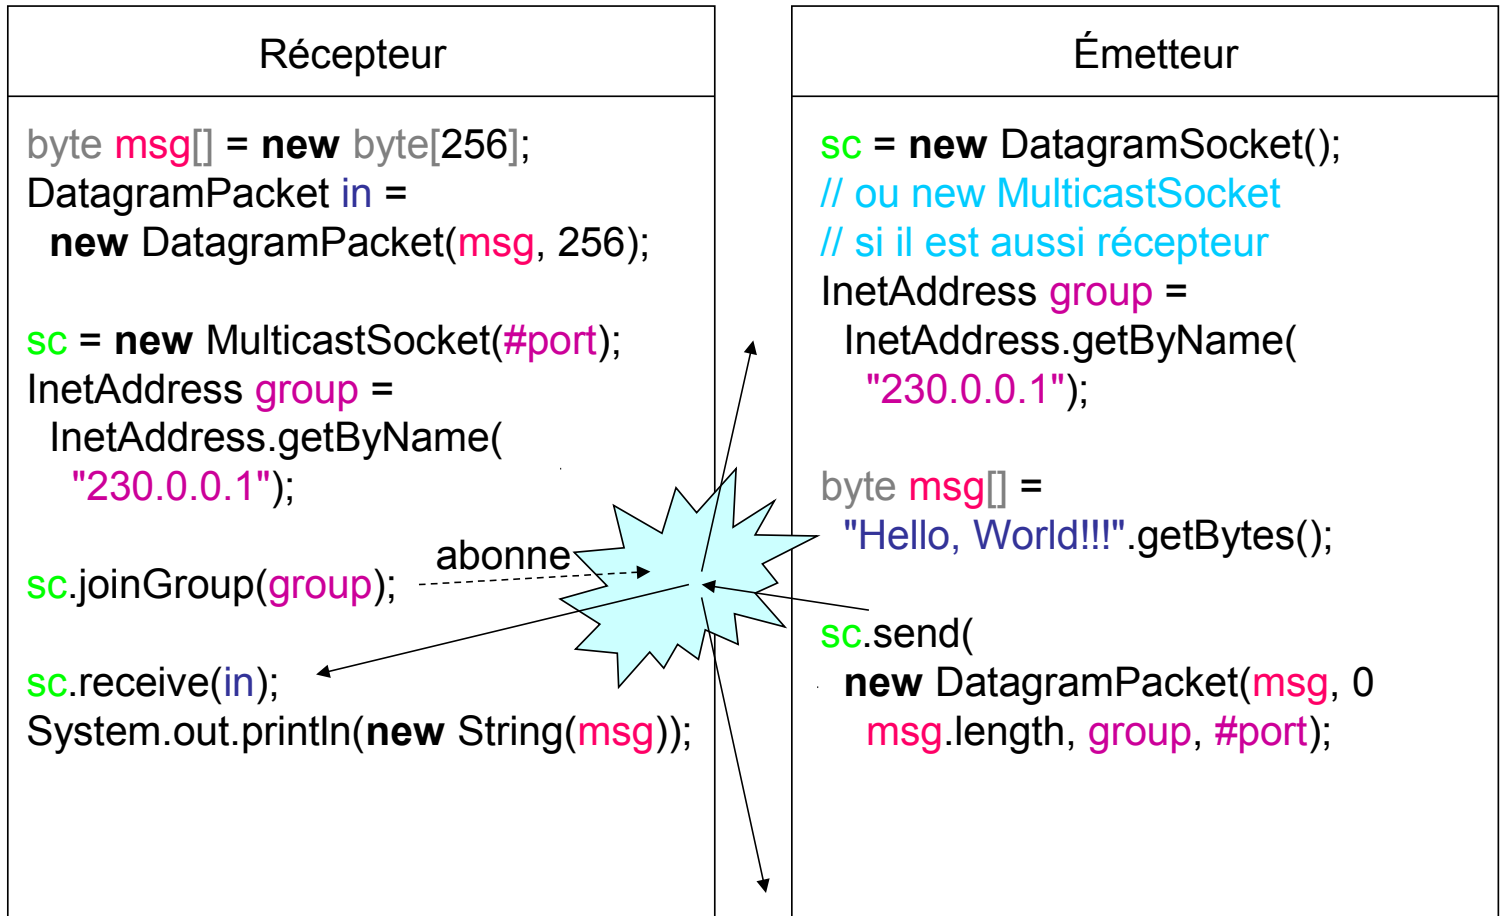 Récepteur
byte msg[] = new byte[256];
DatagramPacket in =
new DatagramPacket(msg, 256);
sc = new MulticastSocket(#port);
InetAddress group =
InetAddress.getByName(
"230.0.0.1");
abonne
sc.joinGroup(group);
sc.receive(in);
System.out.println(new String(msg));
Émetteur
sc = new DatagramSocket();
// ou new MulticastSocket
// si il est aussi récepteur
InetAddress group =
InetAddress.getByName(
"230.0.0.1");
byte msg[] =
"Hello, World!!!".getBytes();
sc.send(
new DatagramPacket(msg, 0
msg.length, group, #port);